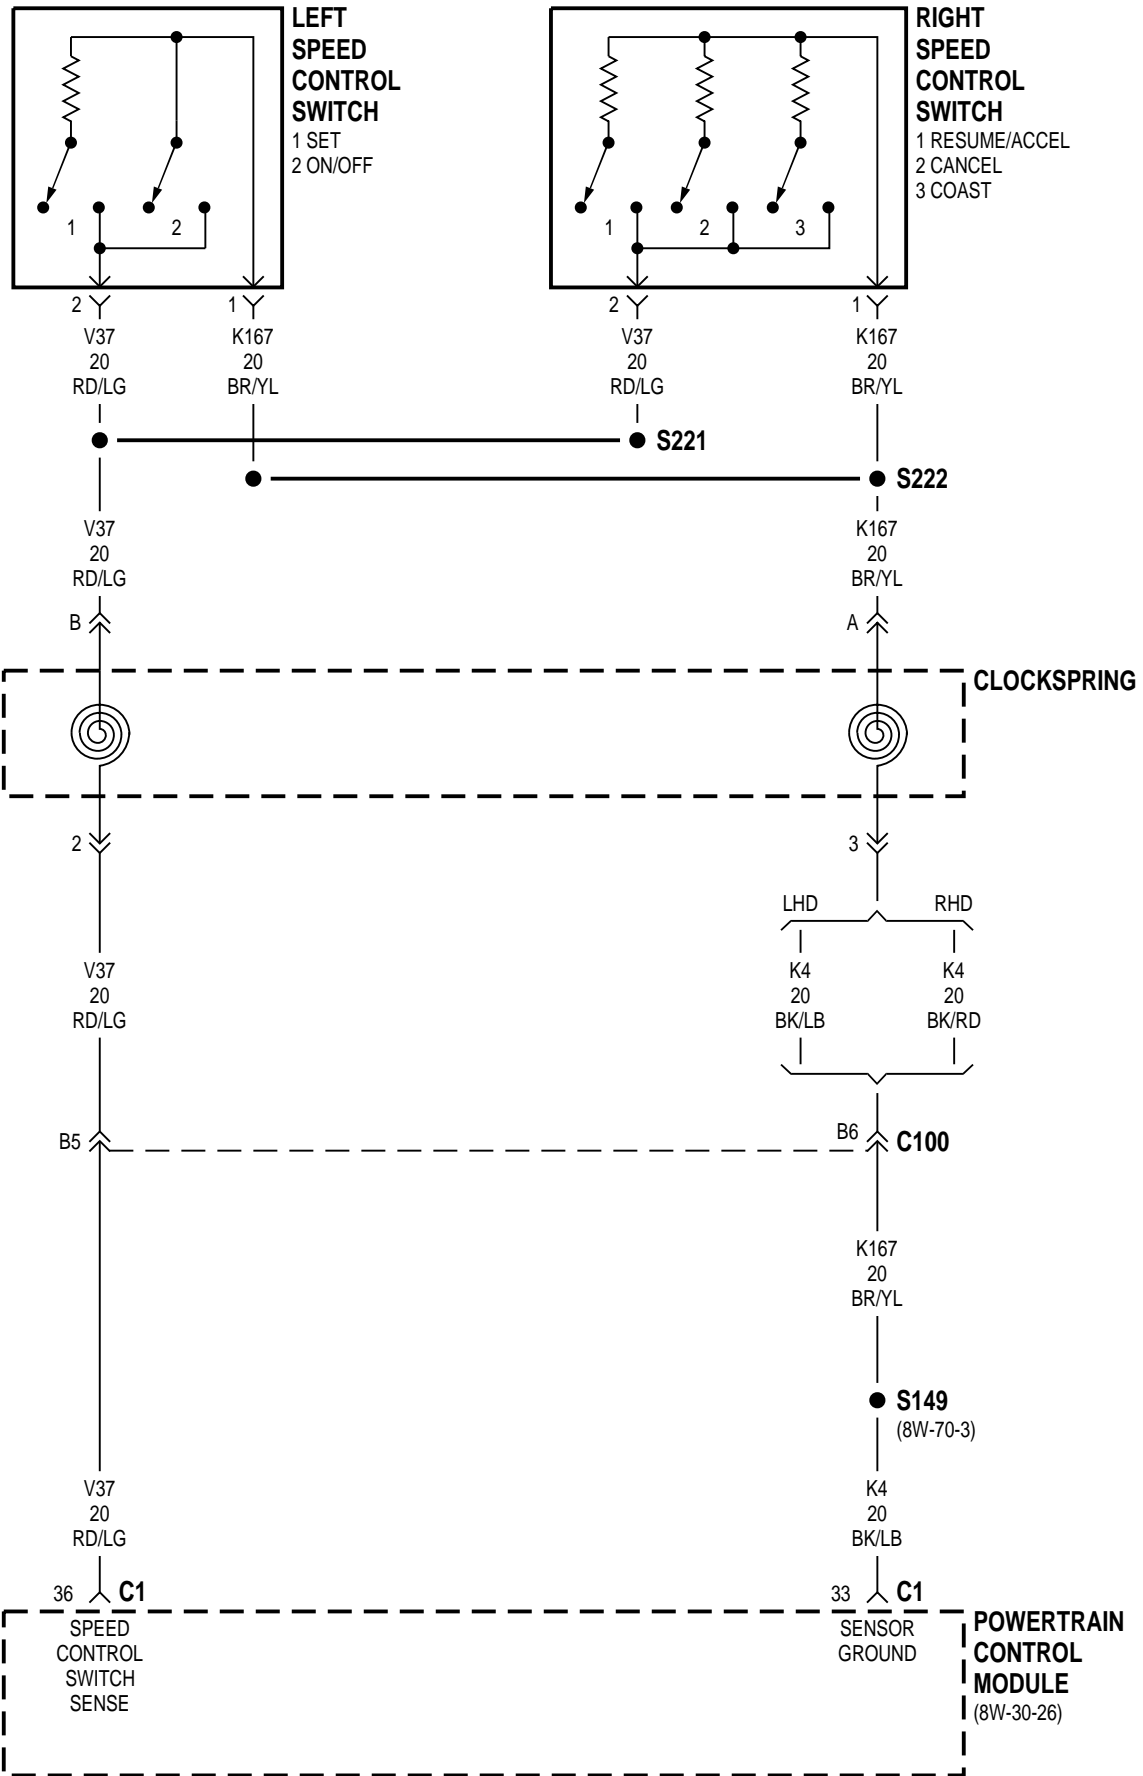 LEFT
SPEED
CONTROL
SWITCH
1 SET
2 ON/OFF
RIGHT
SPEED
CONTROL
SWITCH
1 RESUME/ACCEL
2 CANCEL
3 COAST
1
2
1
2
3
2
1
2
1
V37
20
RD/LG
K167
20
BR/YL
V37
20
RD/LG
K167
20
BR/YL
S221
S222
V37
20
RD/LG
K167
20
BR/YL
B
A
CLOCKSPRING
2
3
LHD
RHD
V37
20
RD/LG
K4
20
BK/LB
K4
20
BK/RD
B5
B6
C100
K167
20
BR/YL
S149
(8W-70-3)
V37
20
RD/LG
K4
20
BK/LB
36
C1
33
C1
SPEED
CONTROL
SWITCH
SENSE
SENSOR
GROUND
POWERTRAIN
CONTROL
MODULE
(8W-30-26)